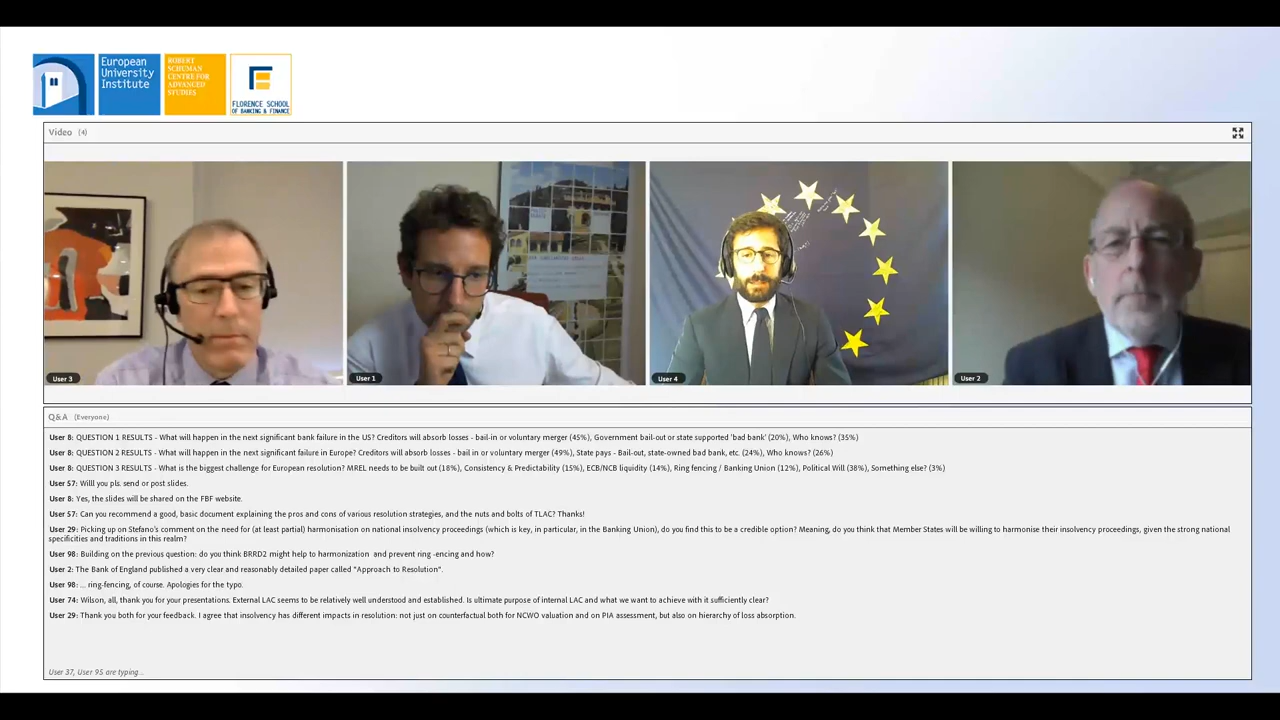 European
University
Institute
ROBERT
SCHUMAN
CENTRE FOR
ADVANCED
STUDIES
FLORENCE SCHOOL
OF BANKING & FINANCE
Video (4)
User 3
User 1
User 4
User 2
Q&A (Everyone)
User 8: QUESTION 1 RESULTS - What will happen in the next significant bank failure in the US? Creditors will absorb losses - bail-in or voluntary merger (45%), Government bail-out or state supported 'bad bank' (20%), Who knows? (35%)
User 8: QUESTION 2 RESULTS - What will happen in the next significant failure in Europe? Creditors will absorb losses - bail in or voluntary merger (49%), State pays - Bail-out, state-owned bad bank, etc. (24%), Who knows? (26%)
User 8: QUESTION 3 RESULTS - What is the biggest challenge for European resolution? MREL needs to be built out (18%), Consistency & Predictability (15%), ECB/NCB liquidity (14%), Ring fencing / Banking Union (12%), Political Will (38%), Something else? (3%)
User 57: Willl you pls. send or post slides.
User 8: Yes, the slides will be shared on the FBF website.
User 57: Can you recommend a good, basic document explaining the pros and cons of various resolution strategies, and the nuts and bolts of TLAC? Thanks!
User 29: Picking up on Stefano's comment on the need for (at least partial) harmonisation on national insolvency proceedings (which is key, in particular, in the Banking Union), do you find this to be a credible option? Meaning, do you think that Member States will be willing to harmonise their insolvency proceedings, given the strong national
specificities and traditions in this realm?
User 98: Building on the previous question: do you think BRRD2 might help to harmonization and prevent ring -encing and how?
User 2: The Bank of England published a very clear and reasonably detailed paper called "Approach to Resolution".
User 98: ... ring-fencing, of course. Apologies for the typo.
User 74: Wilson, all, thank you for your presentations. External LAC seems to be relatively well understood and established. Is ultimate purpose of internal LAC and what we want to achieve with it sufficiently clear?
User 29: Thank you both for your feedback. I agree that insolvency has different impacts in resolution: not just on counterfactual both for NCWO valuation and on PIA assessment, but also on hierarchy of loss absorption.
User 37, User 95 are typing...